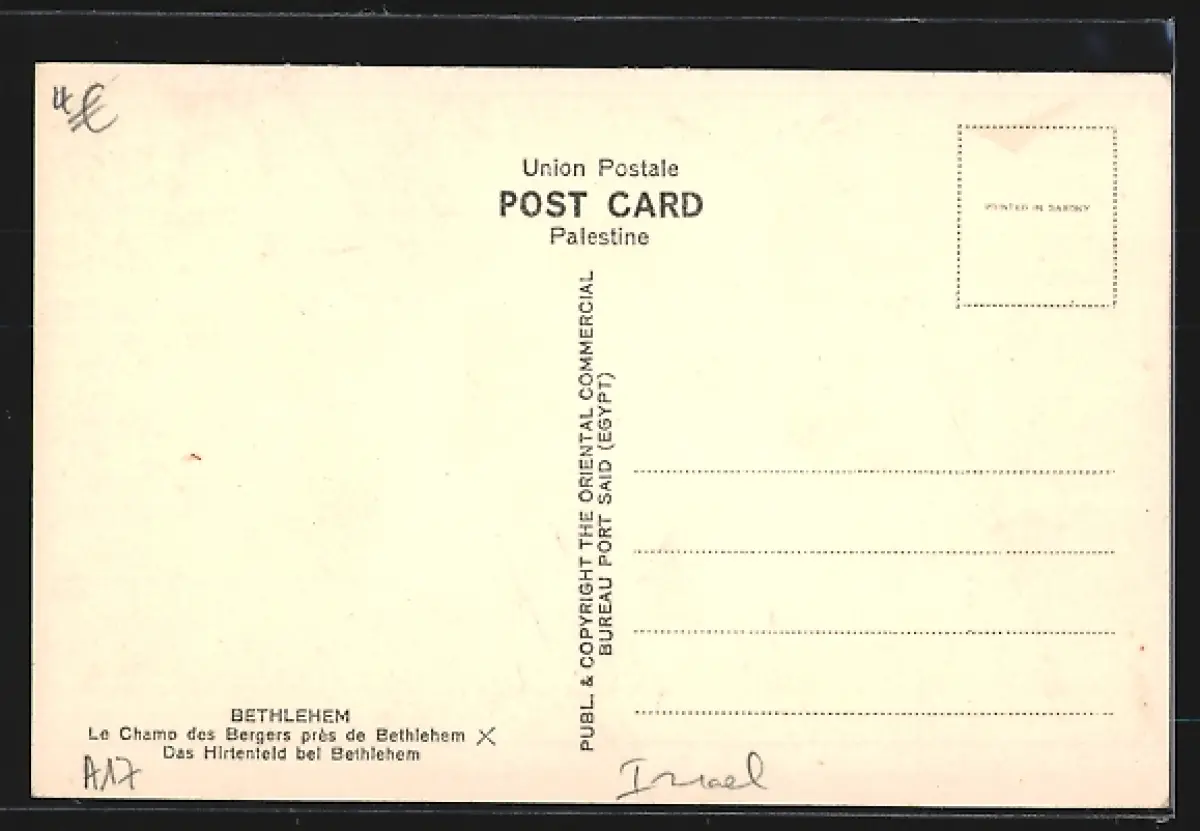 4€
Union Postale
POST CARD
Palestine
PRINTED IN SAXONY
PUBL. & COPYRIGHT THE ORIENTAL COMMERCIAL
BUREAU PORT SAID (EGYPT)
BETHLEHEM
Le Champ des Bergers près de Bethlehem X
Das Hirtenfeld bei Bethlehem
A17
Israel